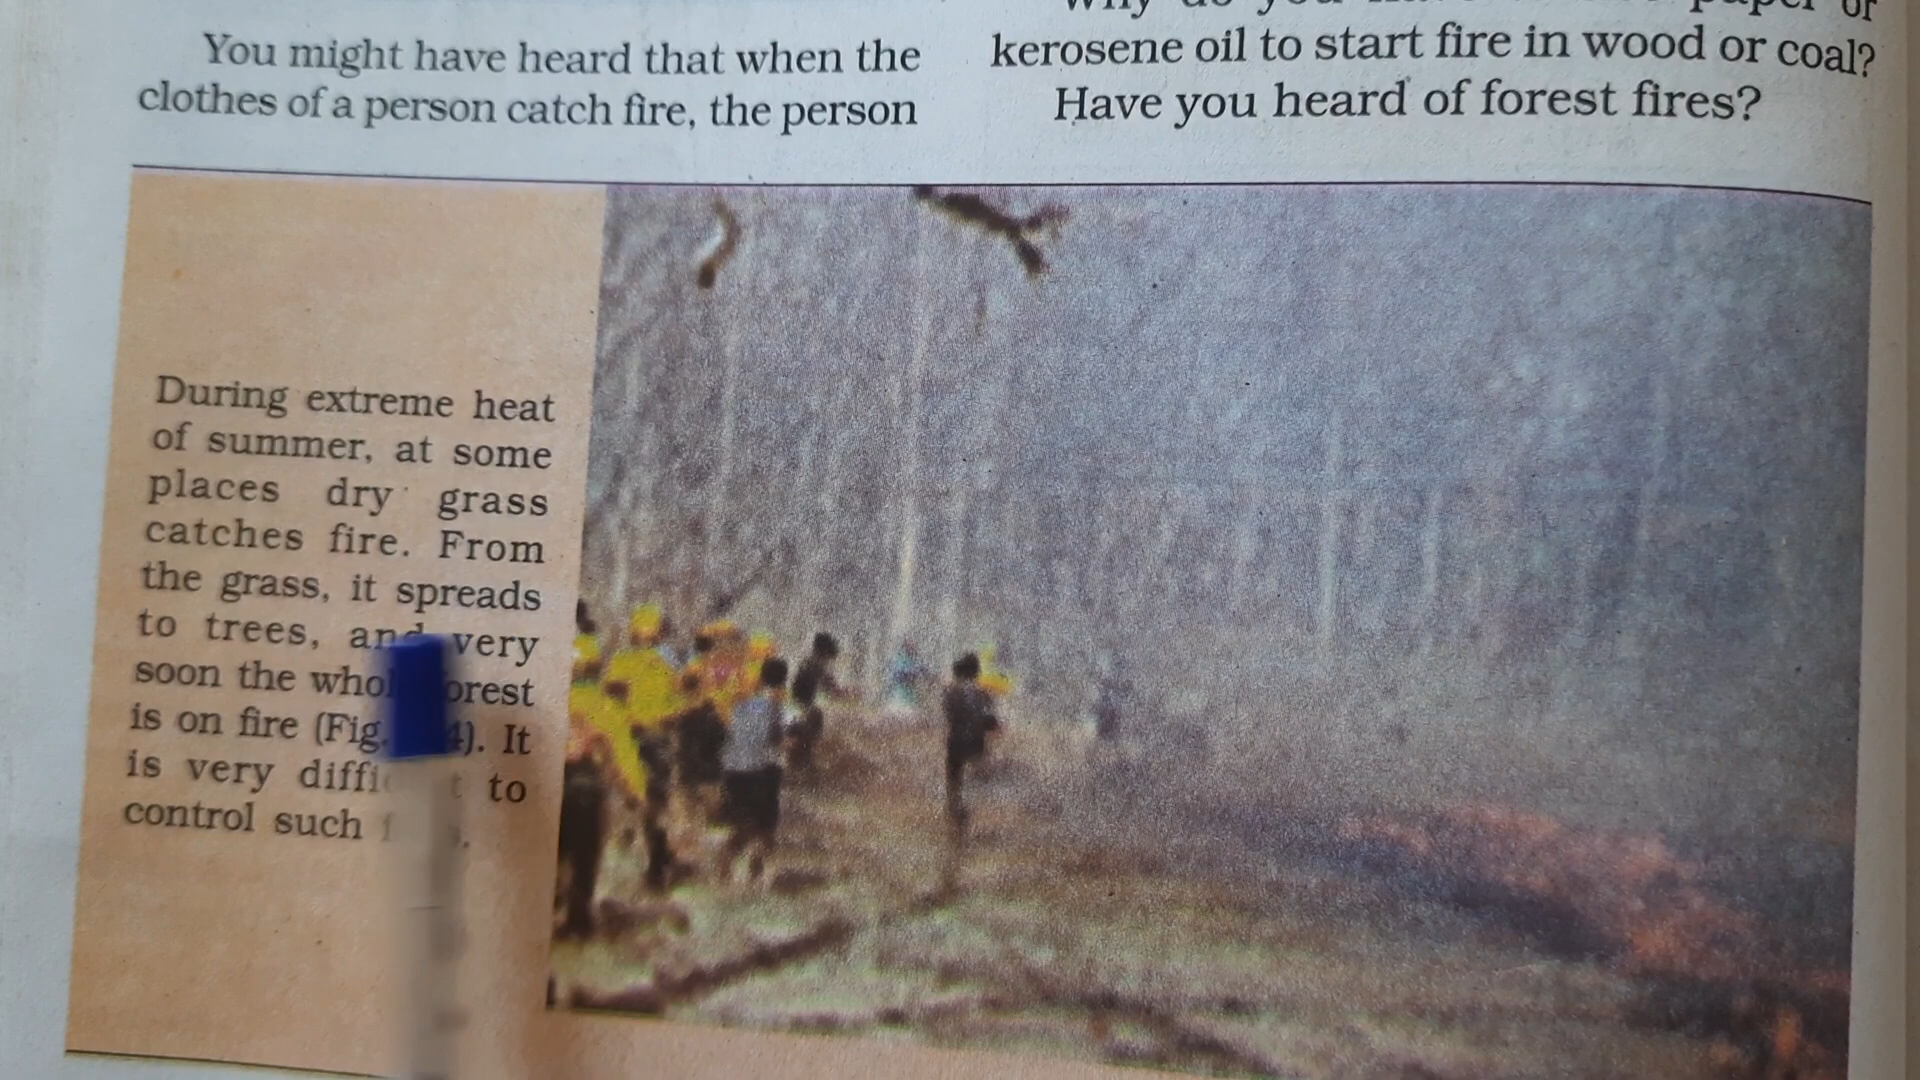 You might have heard that when the
clothes of a person catch fire, the person
kerosene oil to start fire in wood or coal?
Have you heard of forest fires?
During extreme heat
of summer, at some
places dry grass
catches fire. From
the grass, it spreads
to trees, and very
soon the
is on fire (Fig.
It
is very
to
control such